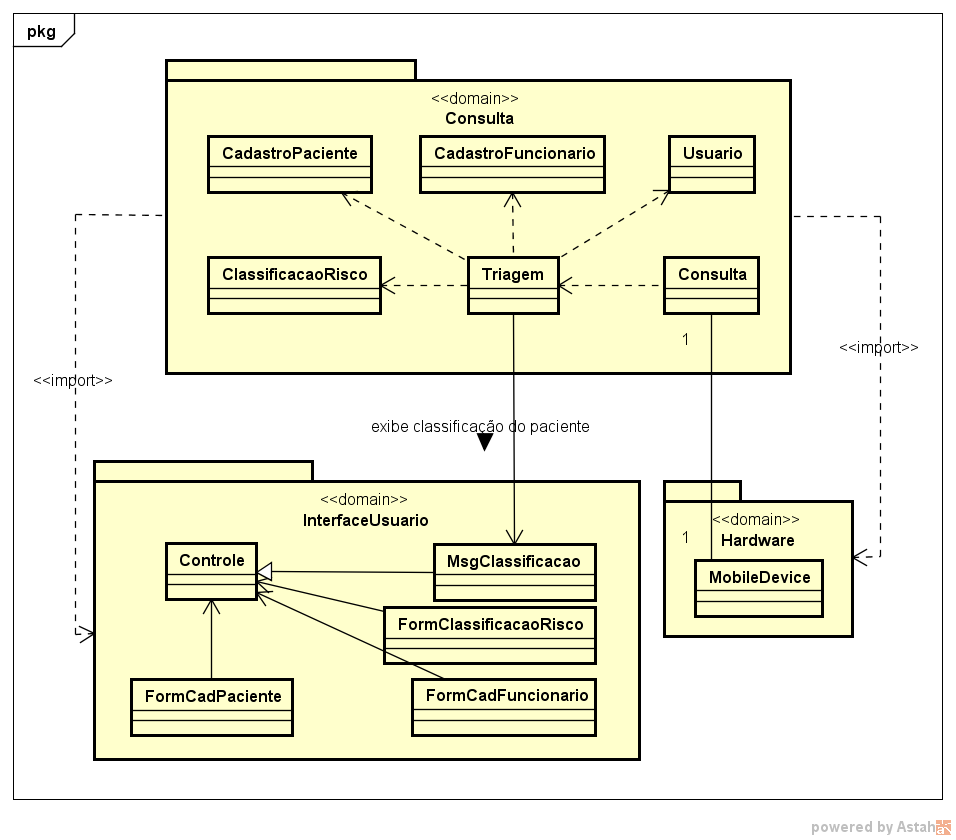 pkg
<<domain>>
Consulta
CadastroPaciente
CadastroFuncionario
Usuario
ClassificacaoRisco
Triagem
Consulta
1
<<import>>
<<import>>
exibe classificação do paciente
<<domain>>
InterfaceUsuario
<<domain>>
Hardware
1
Controle
MsgClassificacao
MobileDevice
FormClassificacaoRisco
FormCadPaciente
FormCadFuncionario
powered by Astah